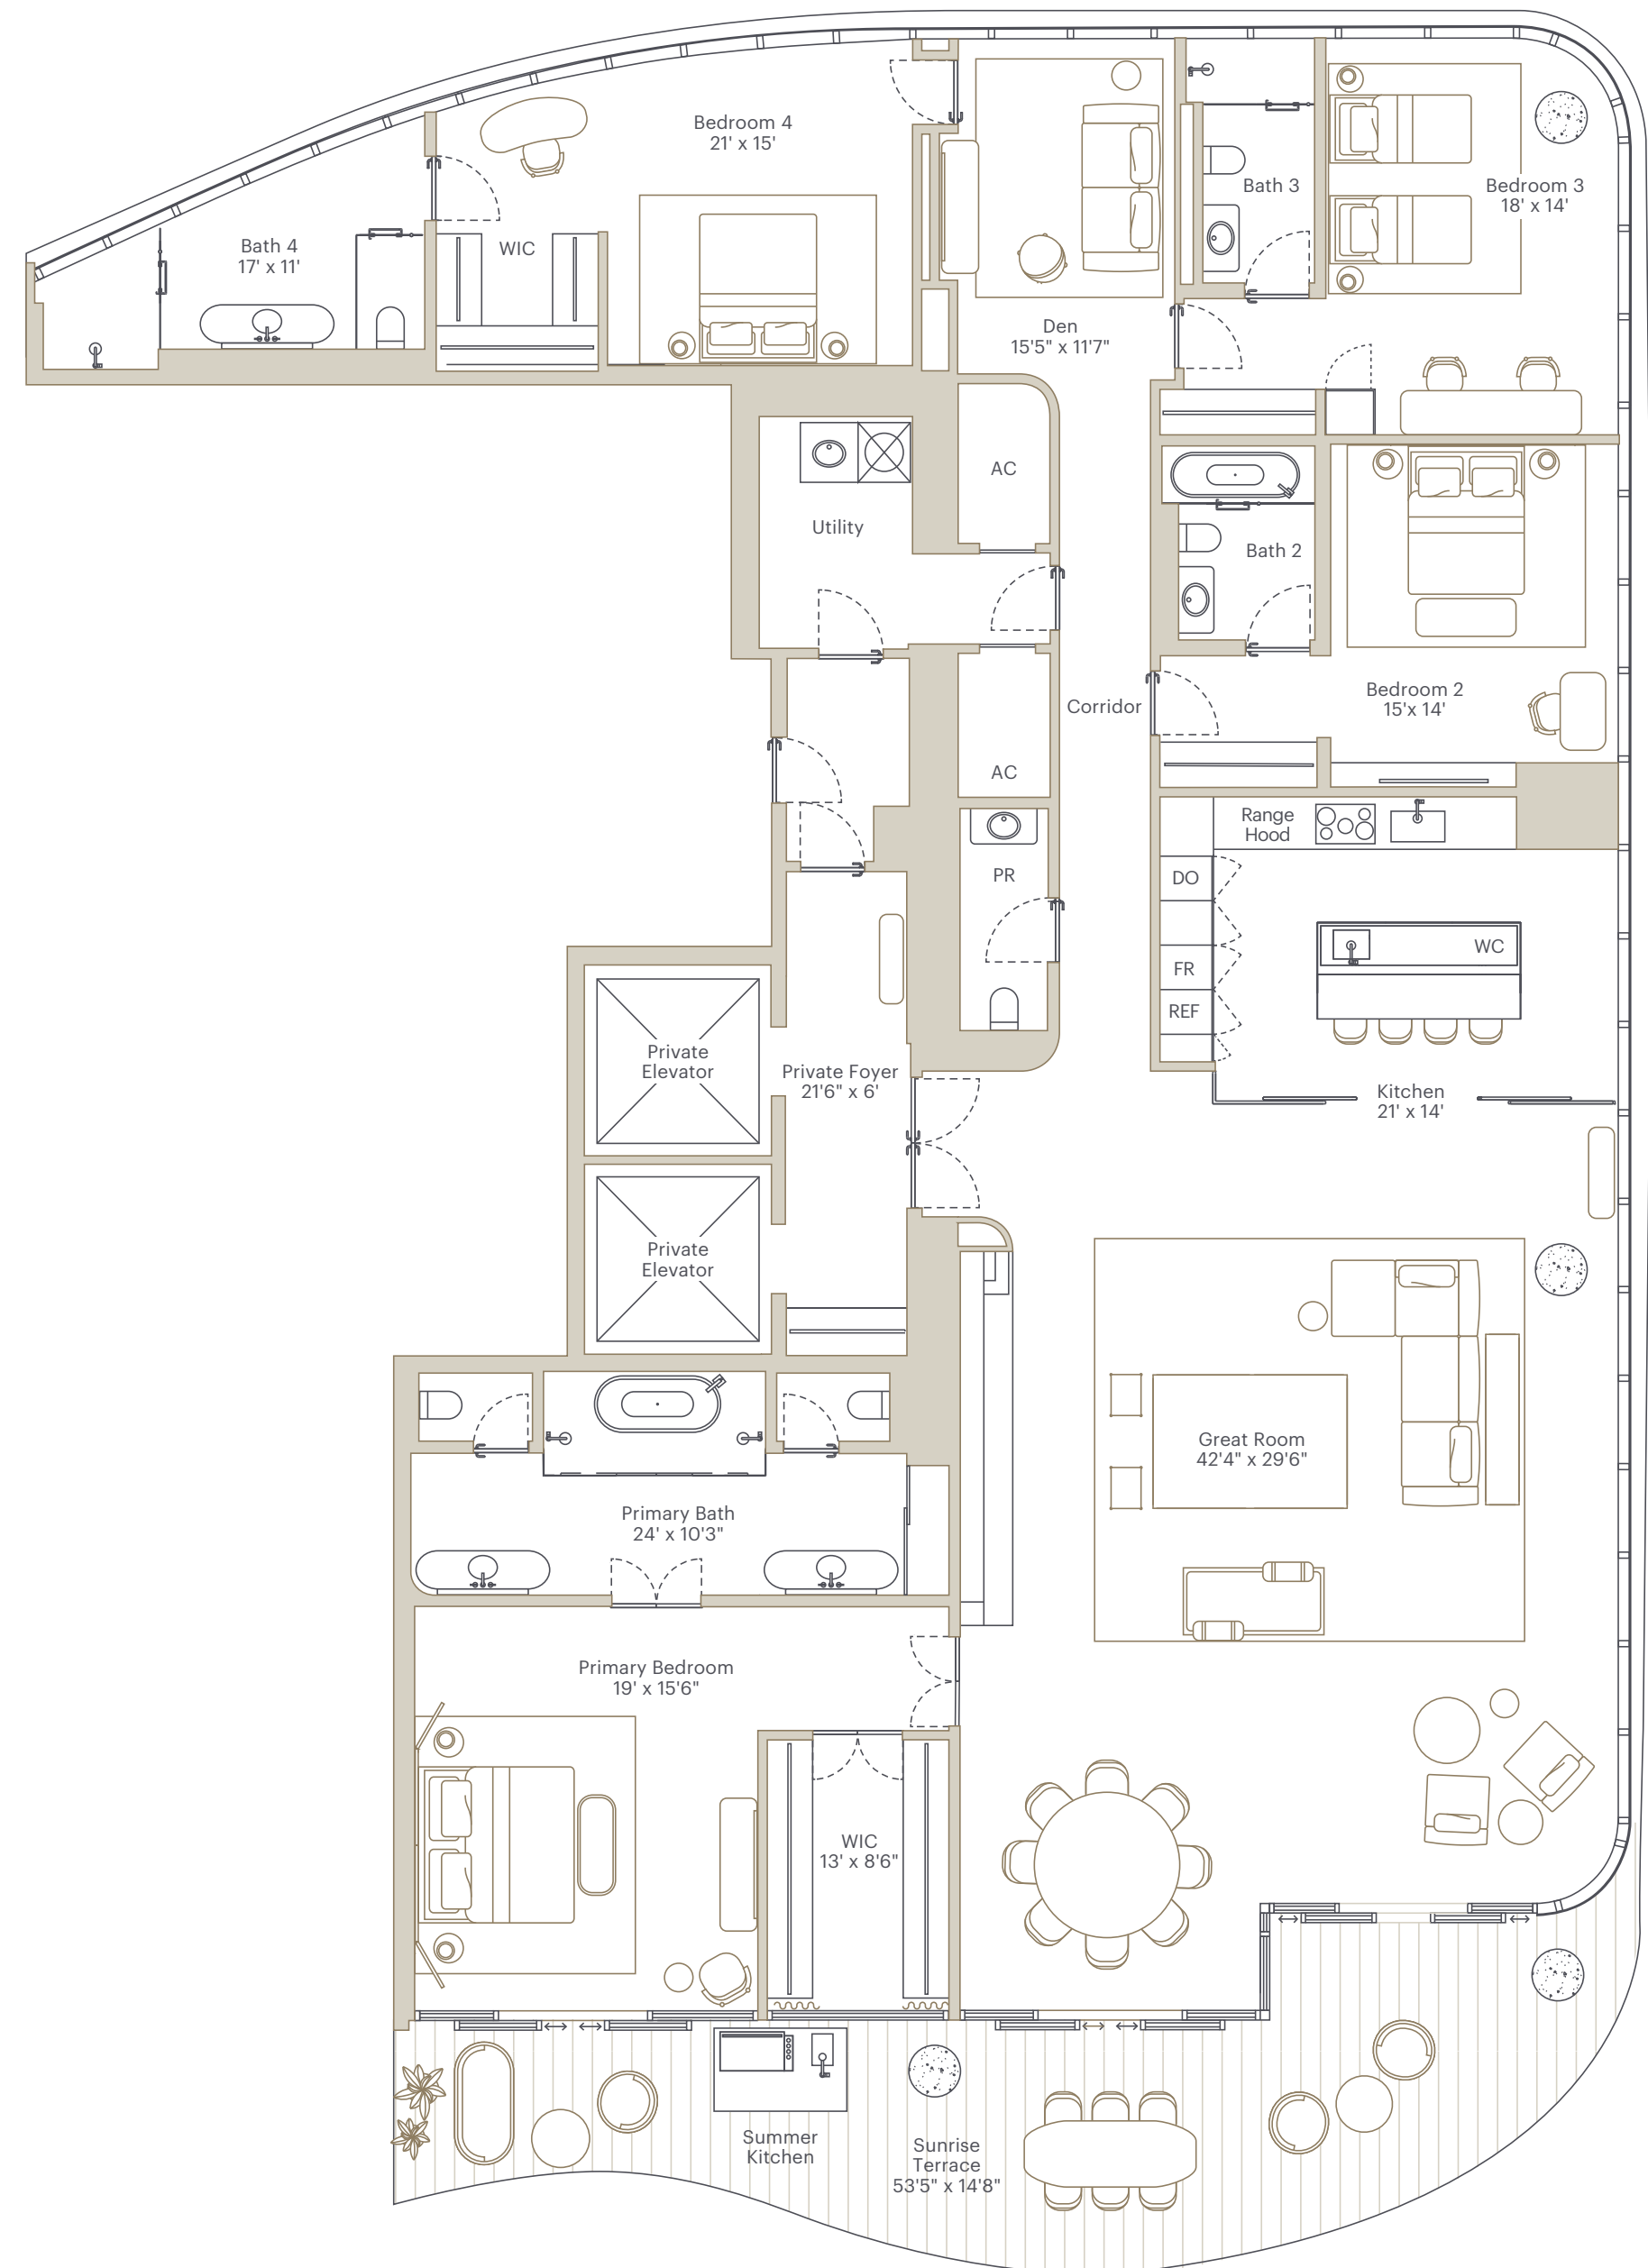 Bedroom 4
21' x 15'
Bath 3
Bedroom 3
18' x 14'
Bath 4
17' x 11'
WIC
Den
15'5" x 11'7"
AC
Utility
Bath 2
Bedroom 2
15'x 14'
Corridor
AC
Range
Hood
PR
DO
WC
FR
REF
Private
Elevator
Private Foyer
21'6" x 6'
Kitchen
21' x 14'
Private
Elevator
Great Room
42'4" x 29'6"
Primary Bath
24' x 10'3"
Primary Bedroom
19' x 15'6"
WIC
13' x 8'6"
Summer
Kitchen
Sunrise
Terrace
53'5" x 14'8"